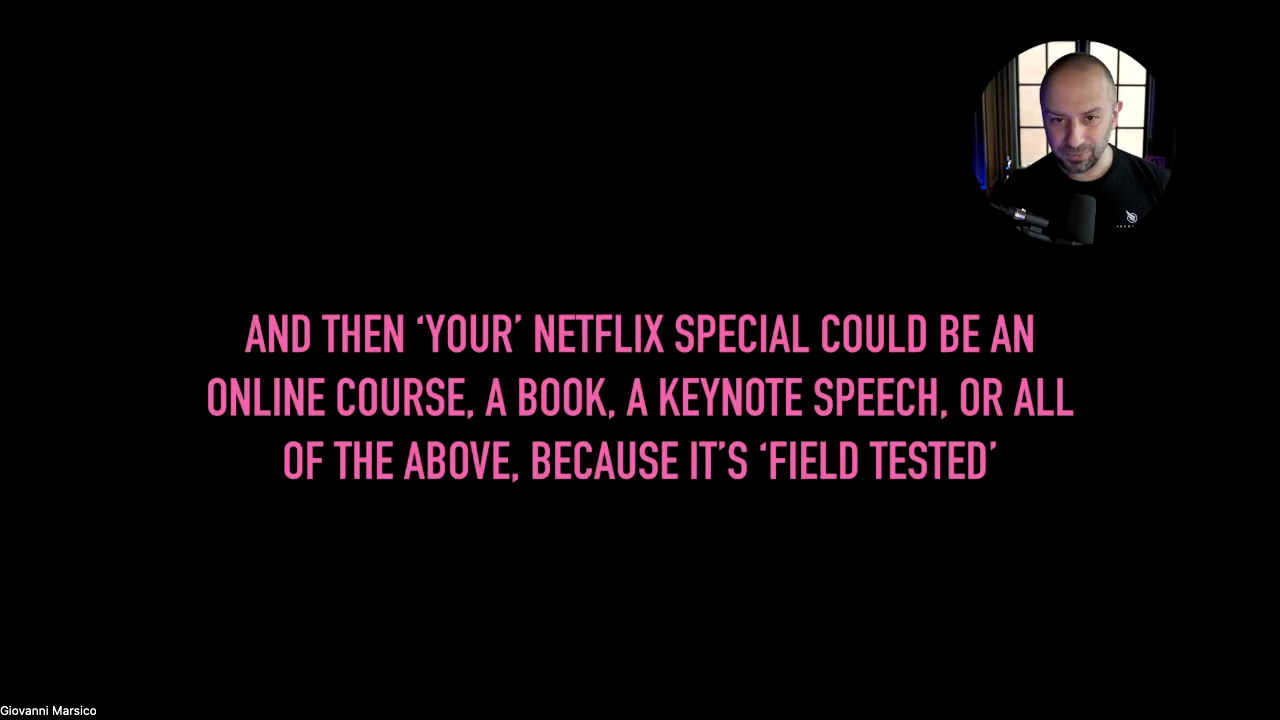 AND THEN ‘YOUR’ NETFLIX SPECIAL COULD BE AN
ONLINE COURSE, A BOOK, A KEYNOTE SPEECH, OR ALL
OF THE ABOVE, BECAUSE IT’S ‘FIELD TESTED’
Giovanni Marsico